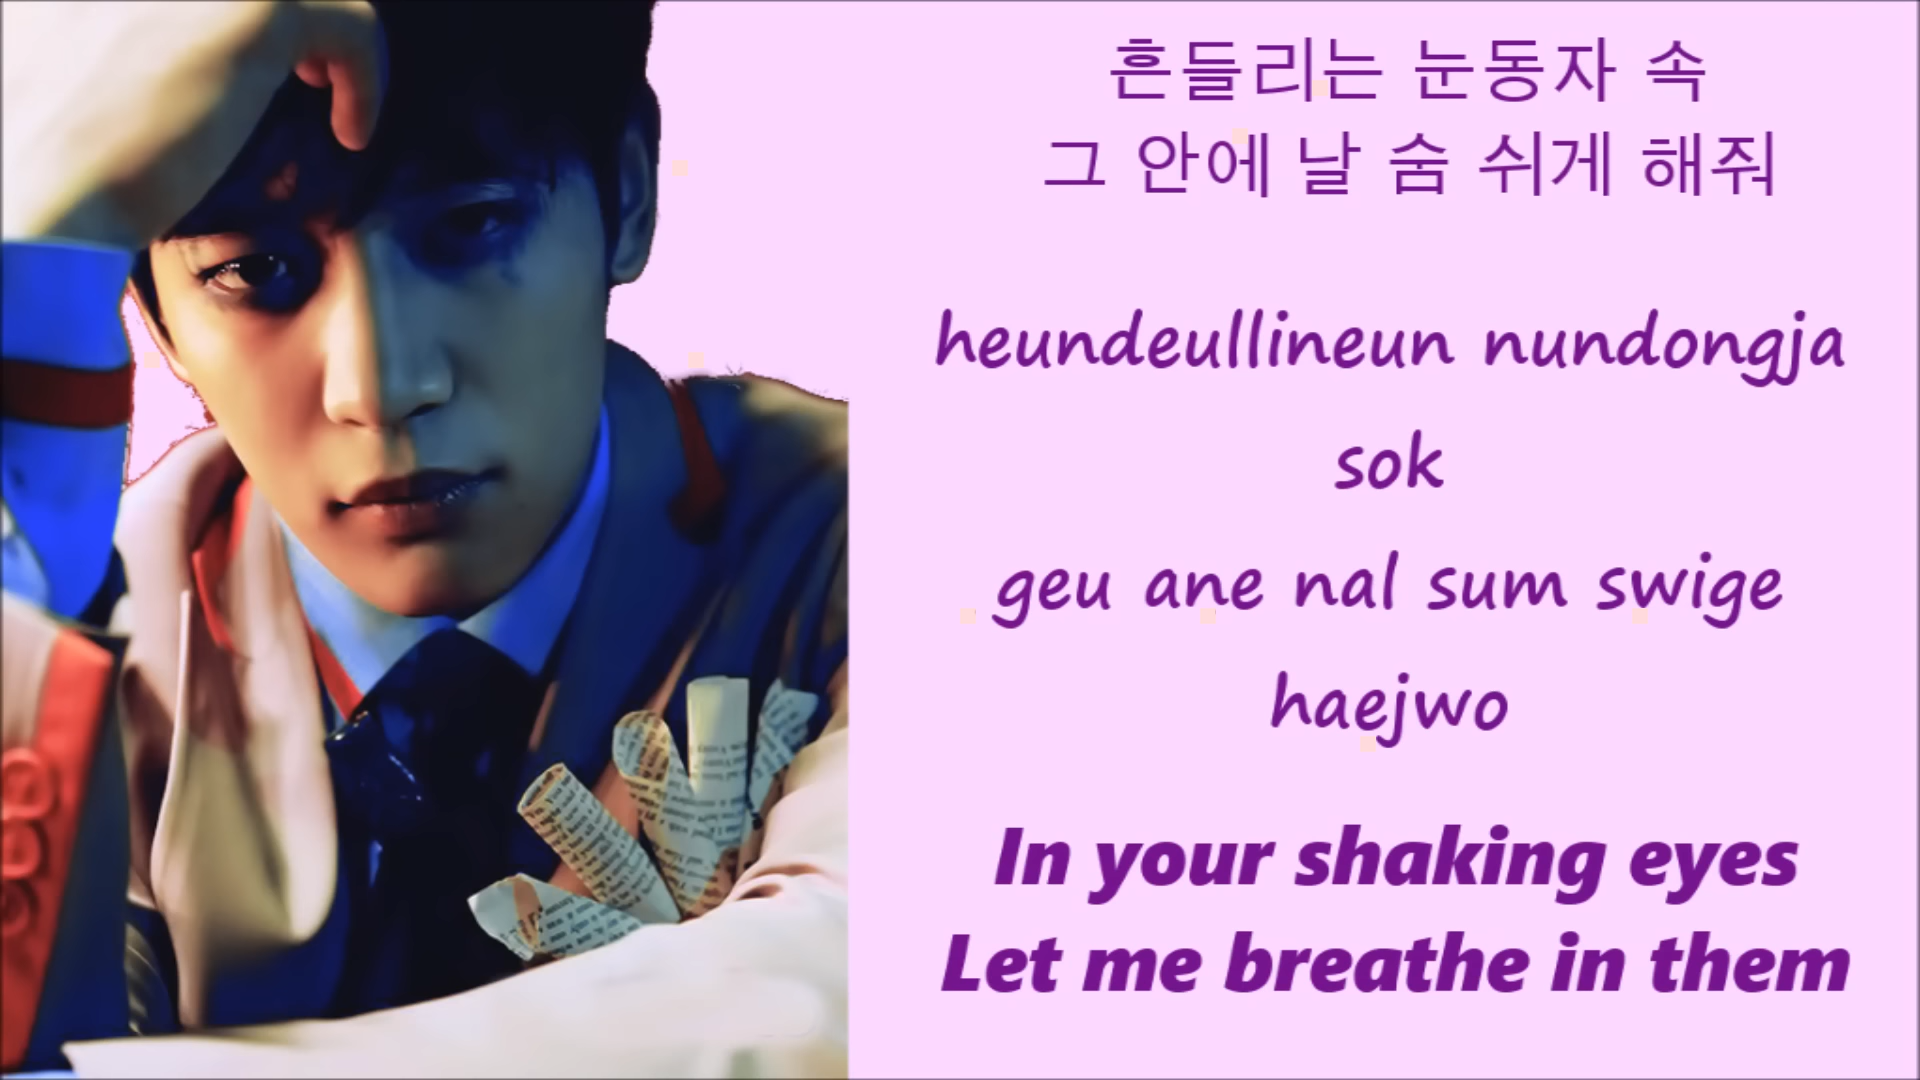 흔들리는 눈동자 속
그 안에 날 숨 쉬게 해줘
heundeullineun nundongja
sok
geu ane nal sum swige
haejwo
In your shaking eyes
Let me breathe in them